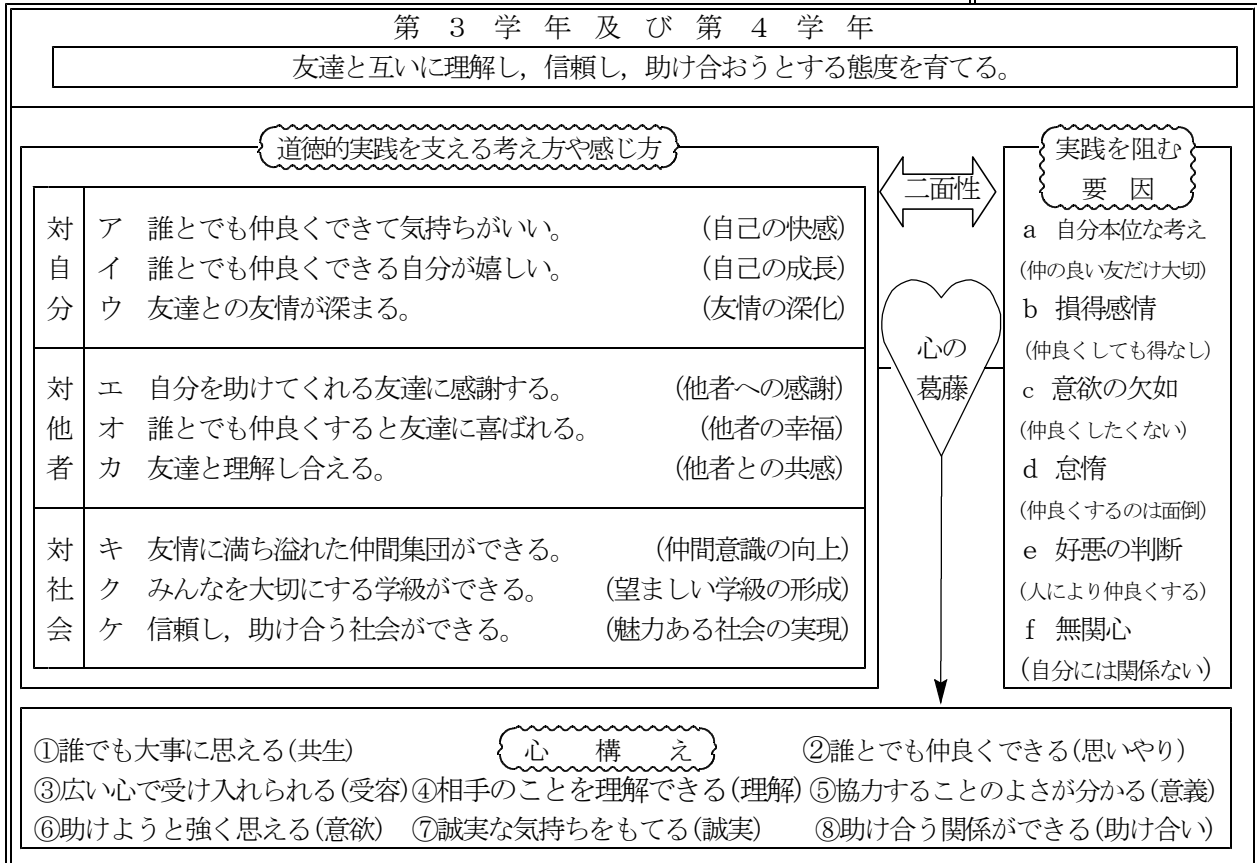 第 3 学 年 及 び 第 4 学 年
友達と互いに理解し，信頼し，助け合おうとする態度を育てる。
道徳的実践を支える考え方や感じ方
対自分
ア 誰とでも仲良くできて気持ちがいい。 (自己の快感)
イ 誰とでも仲良くできる自分が嬉しい。 (自己の成長)
ウ 友達との友情が深まる。 (友情の深化)
対他者
エ 自分を助けてくれる友達に感謝する。 (他者への感謝)
オ 誰とでも仲良くすると友達に喜ばれる。 (他者の幸福)
カ 友達と理解し合える。 (他者との共感)
対社会
キ 友情に満ち溢れた仲間集団ができる。 (仲間意識の向上)
ク みんなを大切にする学級ができる。 (望ましい学級の形成)
ケ 信頼し，助け合う社会ができる。 (魅力ある社会の実現)
二面性
心の
葛藤
実践を阻む
要 因
a 自分本位な考え
(仲の良い友だけ大切)
b 損得感情
(仲良くしても得なし)
c 意欲の欠如
(仲良くしたくない)
d 怠惰
(仲良くするのは面倒)
e 好悪の判断
(人により仲良くする)
f 無関心
(自分には関係ない)
心 構 え
①誰でも大事に思える(共生) ②誰とでも仲良くできる(思いやり)
③広い心で受け入れられる(受容)④相手のことを理解できる(理解)⑤協力することのよさが分かる(意義)
⑥助けようと強く思える(意欲) ⑦誠実な気持ちをもてる(誠実) ⑧助け合う関係ができる(助け合い)